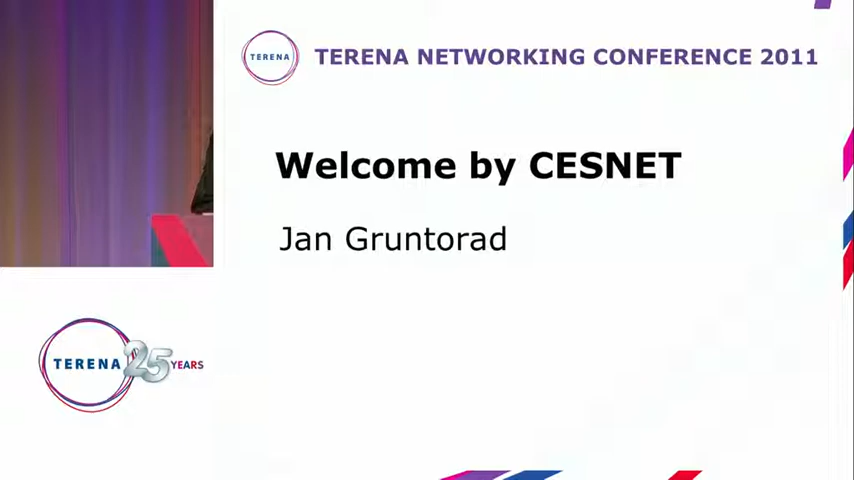 TERENA
TERENA NETWORKING CONFERENCE 2011
Welcome by CESNET
Jan Gruntorad
TERENA 25 YEARS